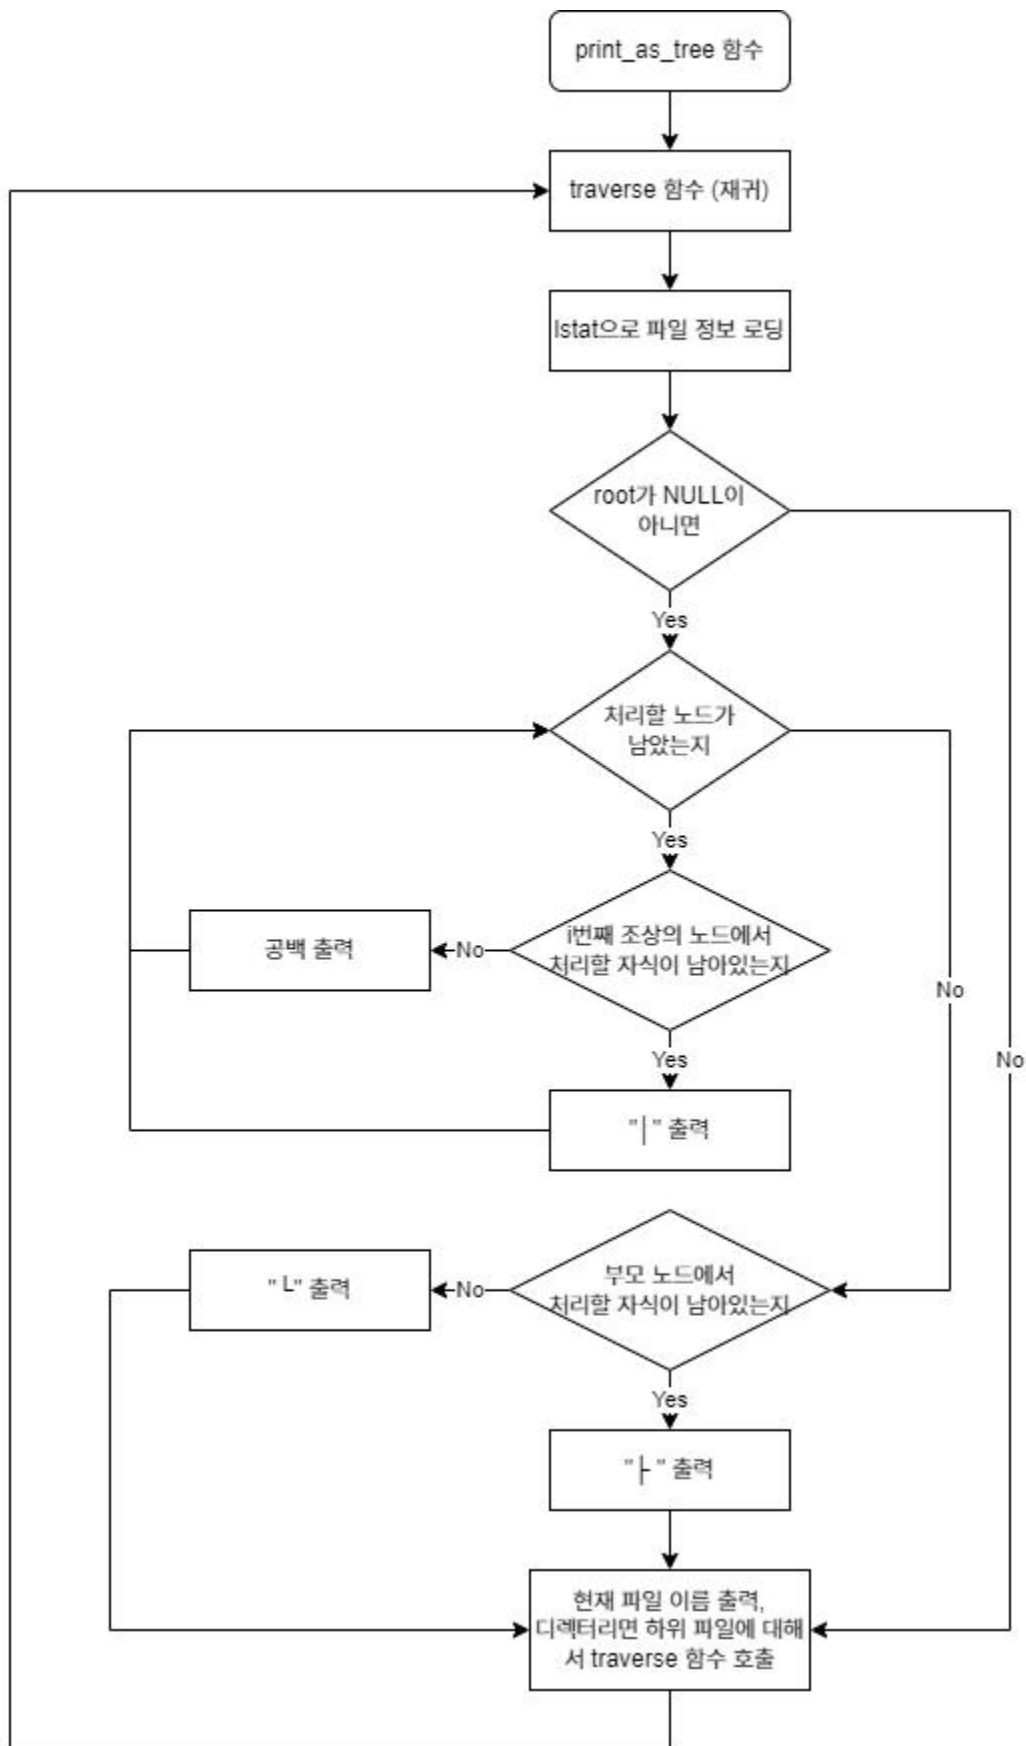 print_as_tree 함수
traverse 함수 (재귀)
lstat으로 파일 정보 로딩
root가 NULL이
아니면
Yes
처리할 노드가
남았는지
Yes
i번째 조상의 노드에서
처리할 자식이 남아있는지
No
공백 출력
No
No
Yes
"│" 출력
부모 노드에서
처리할 자식이 남아있는지
No
"└" 출력
Yes
"├ " 출력
현재 파일 이름 출력,
디렉터리면 하위 파일에 대해
서 traverse 함수 호출